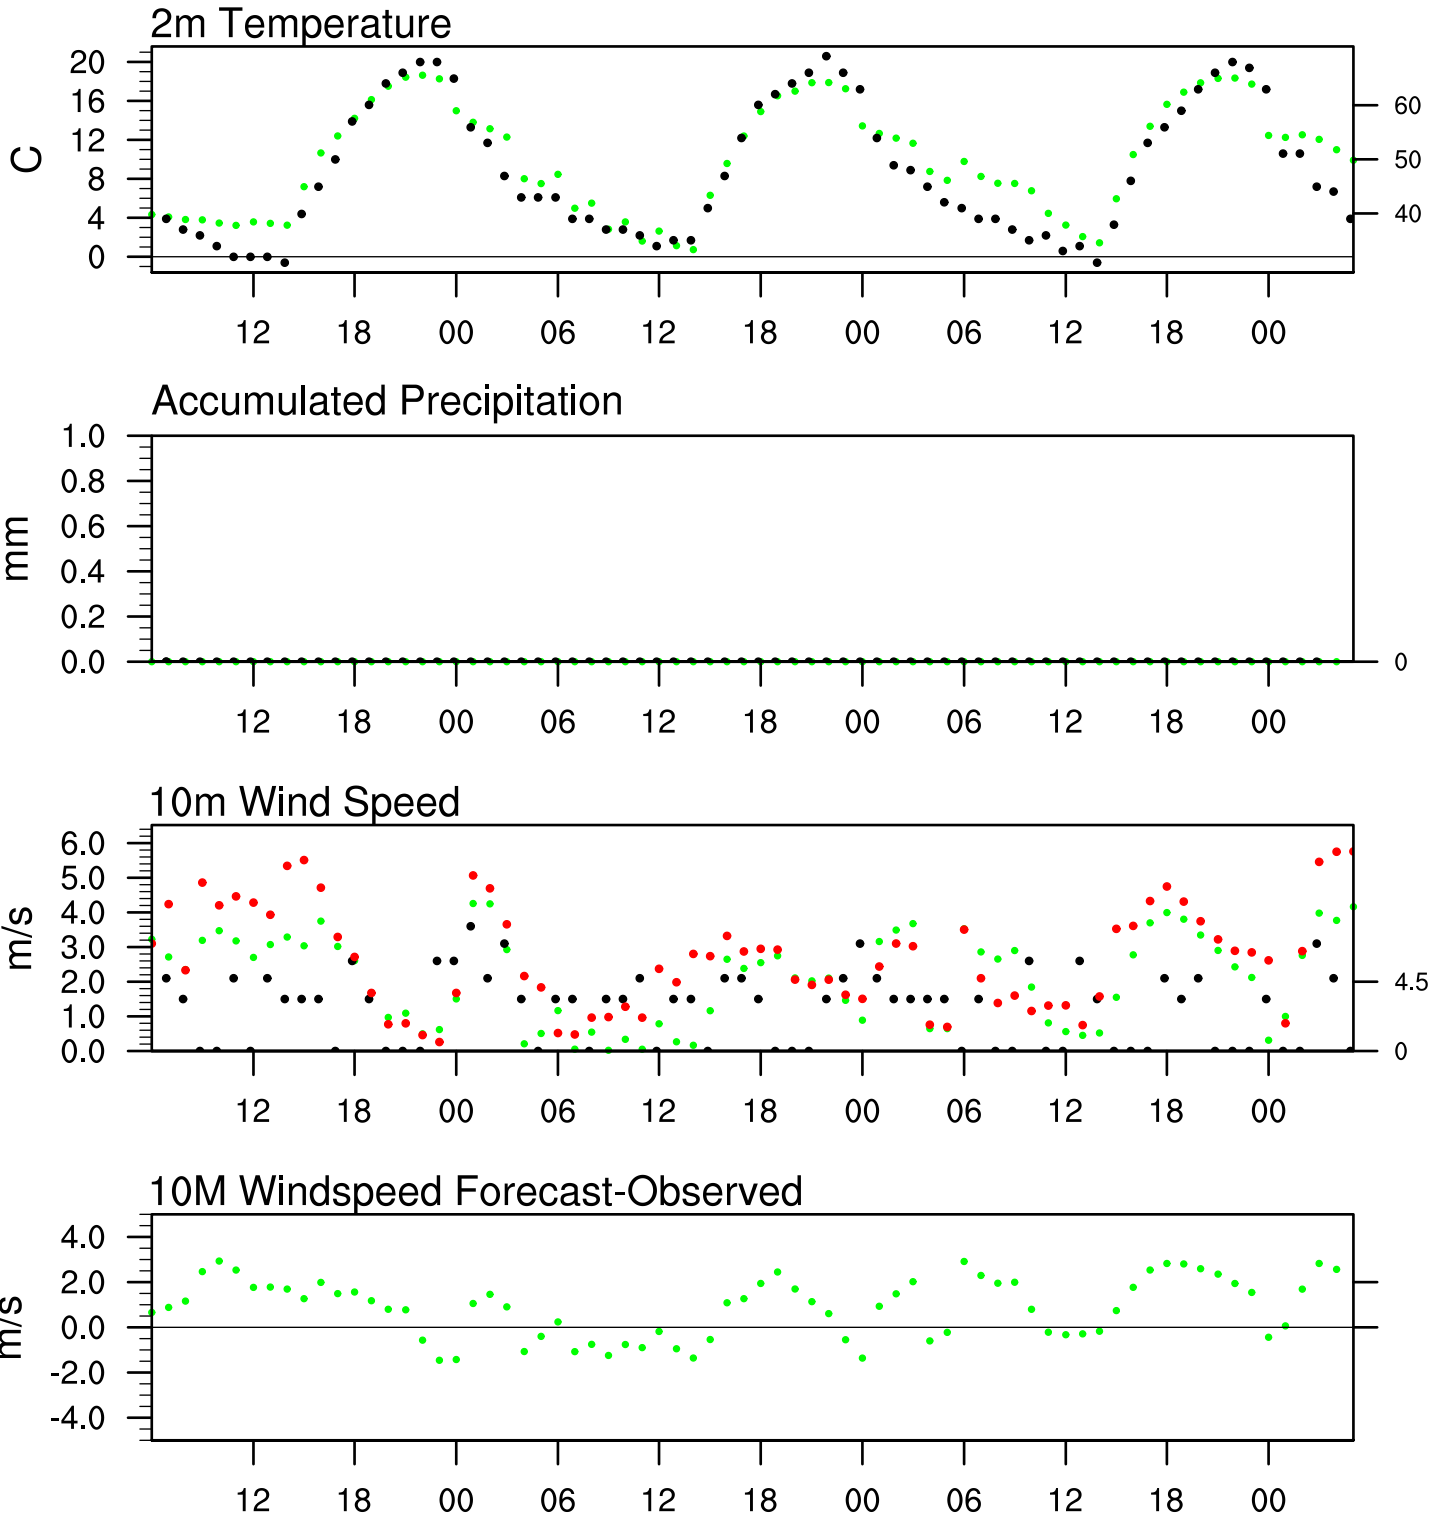 2m Temperature
20
16
12
8
4
0
C
60
50
40
12 18 00 06 12 18 00 06 12 18 00
Accumulated Precipitation
1.0
0.8
0.6
0.4
0.2
0.0
mm
0
12 18 00 06 12 18 00 06 12 18 00
10m Wind Speed
6.0
5.0
4.0
3.0
2.0
1.0
0.0
m/s
4.5
0
12 18 00 06 12 18 00 06 12 18 00
10M Windspeed Forecast-Observed
4.0
2.0
0.0
-2.0
-4.0
m/s
12 18 00 06 12 18 00 06 12 18 00